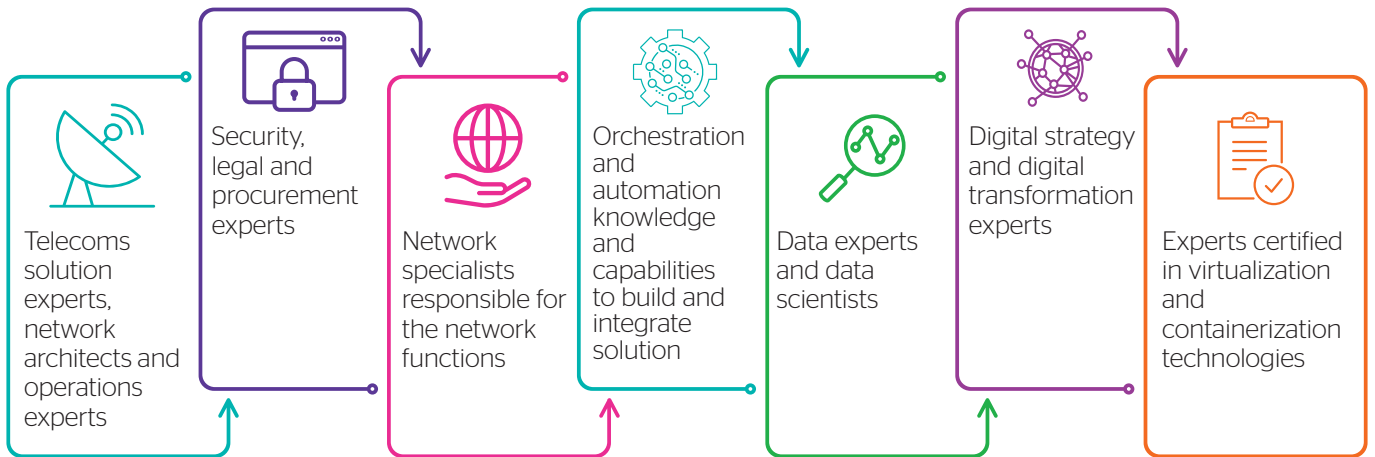 Telecoms
solution
experts,
network
architects and
operations
experts
Security,
legal and
procurement
experts
Network
specialists
responsible for
the network
functions
Orchestration
and
automation
knowledge
and
capabilities
to build and
integrate
solution
Data experts
and data
scientists
Digital strategy
and digital
transformation
experts
Experts certified
in virtualization
and
containerization
technologies